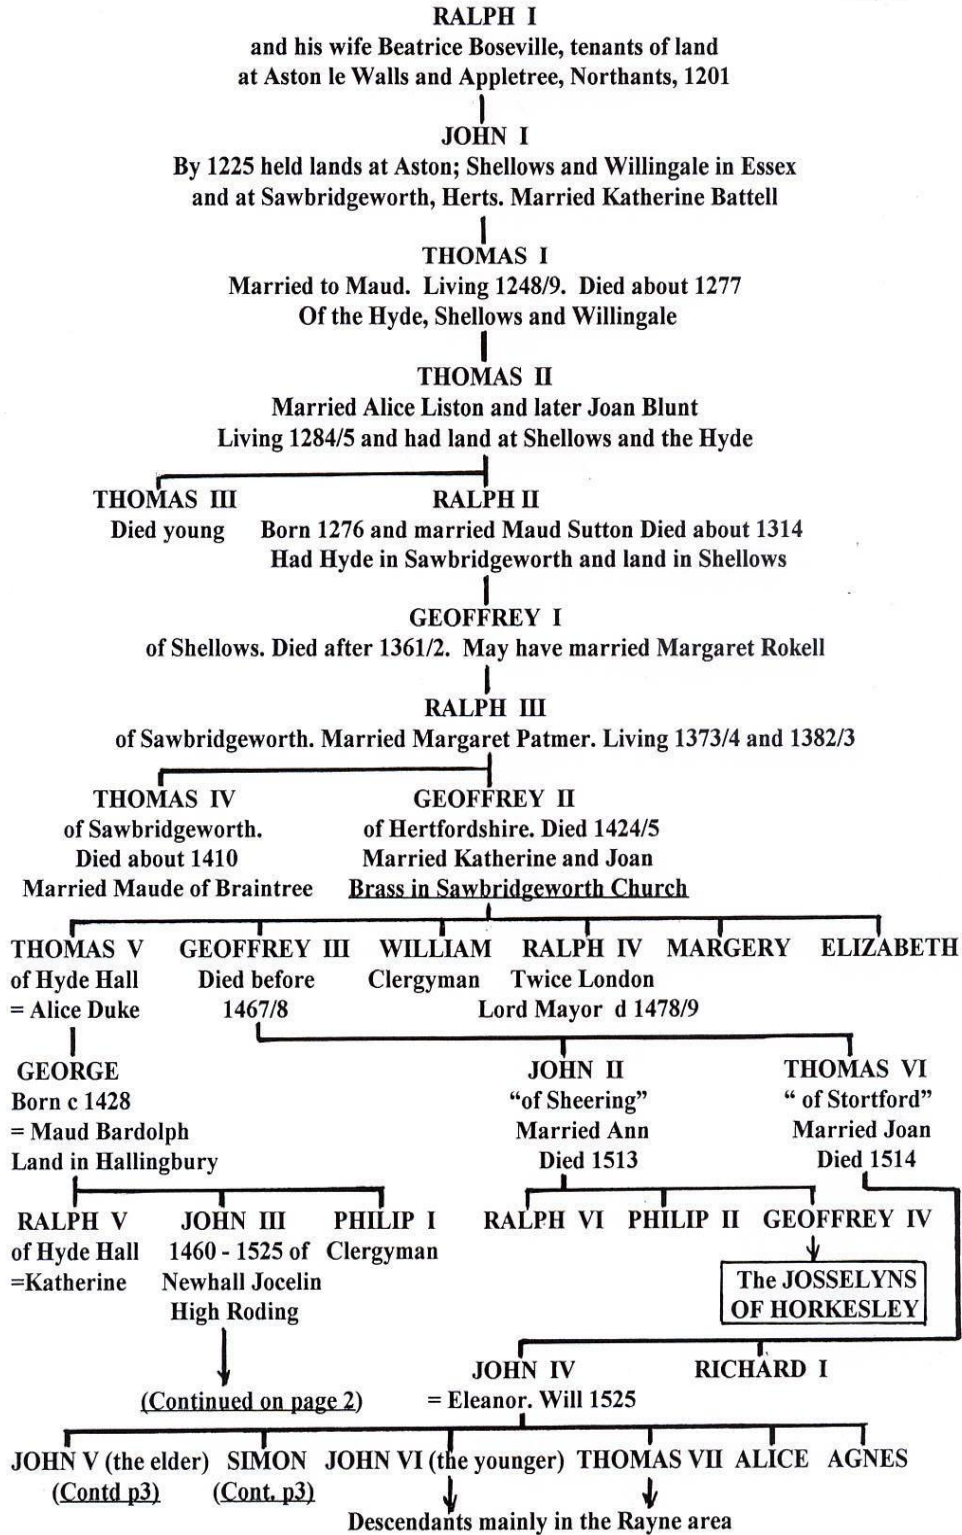 RALPH I
and his wife Beatrice Boseville, tenants of land
at Aston le Walls and Appletree, Northants, 1201
JOHN I
By 1225 held lands at Aston; Shellows and Willingale in Essex
and at Sawbridgeworth, Herts. Married Katherine Battell
THOMAS I
Married to Maud. Living 1248/9. Died about 1277
Of the Hyde, Shellows and Willingale
THOMAS II
Married Alice Liston and later Joan Blunt
Living 1284/5 and had land at Shellows and the Hyde
THOMAS III
Died young
RALPH II
Born 1276 and married Maud Sutton Died about 1314
Had Hyde in Sawbridgeworth and land in Shellows
GEOFFREY I
of Shellows. Died after 1361/2. May have married Margaret Rokell
RALPH III
of Sawbridgeworth. Married Margaret Patmer. Living 1373/4 and 1382/3
THOMAS IV
of Sawbridgeworth.
Died about 1410
Married Maude of Braintree
GEOFFREY II
of Hertfordshire. Died 1424/5
Married Katherine and Joan
Brass in Sawbridgeworth Church
THOMAS V
of Hyde Hall
= Alice Duke
GEOFFREY III
Died before
1467/8
WILLIAM
Clergyman
RALPH IV
Twice London
Lord Mayor d 1478/9
MARGERY
ELIZABETH
GEORGE
Born c 1428
= Maud Bardolph
Land in Hallingbury
JOHN II
“of Sheering”
Married Ann
Died 1513
THOMAS VI
“ of Stortford”
Married Joan
Died 1514
RALPH V
of Hyde Hall
=Katherine
JOHN III
1460 - 1525 of
Newhall Jocelin
High Roding
(Continued on page 2)
PHILIP I
Clergyman
RALPH VI
PHILIP II
GEOFFREY IV
The JOSSELYNS
OF HORKESLEY
JOHN IV
= Eleanor. Will 1525
RICHARD I
JOHN V (the elder)
(Contd p3)
SIMON
(Cont. p3)
JOHN VI (the younger)
THOMAS VII
ALICE
AGNES
Descendants mainly in the Rayne area